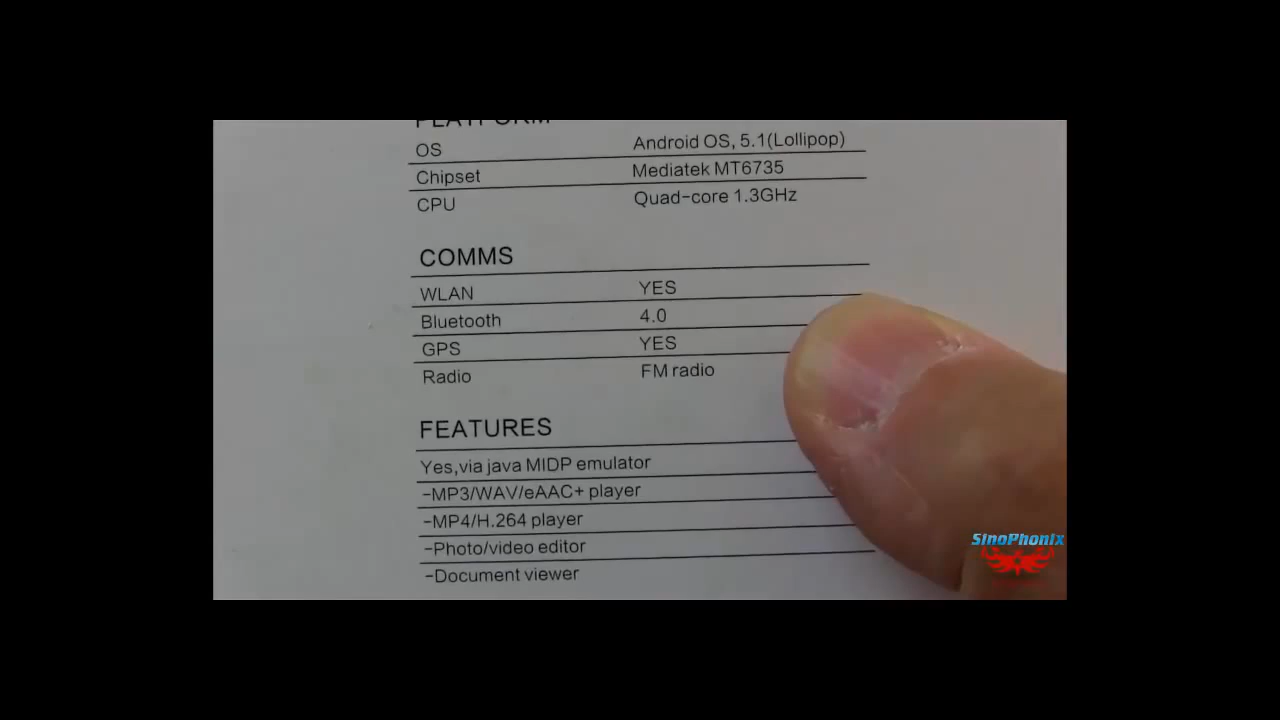 PLATFORM
OS Android OS, 5.1(Lollipop)
Chipset Mediatek MT6735
CPU Quad-core 1.3GHz
COMMS
WLAN YES
Bluetooth 4.0
GPS YES
Radio FM radio
FEATURES
Yes,via java MIDP emulator
-MP3/WAV/eAAC+ player
-MP4/H.264 player
-Photo/video editor
-Document viewer
SinoPhonix